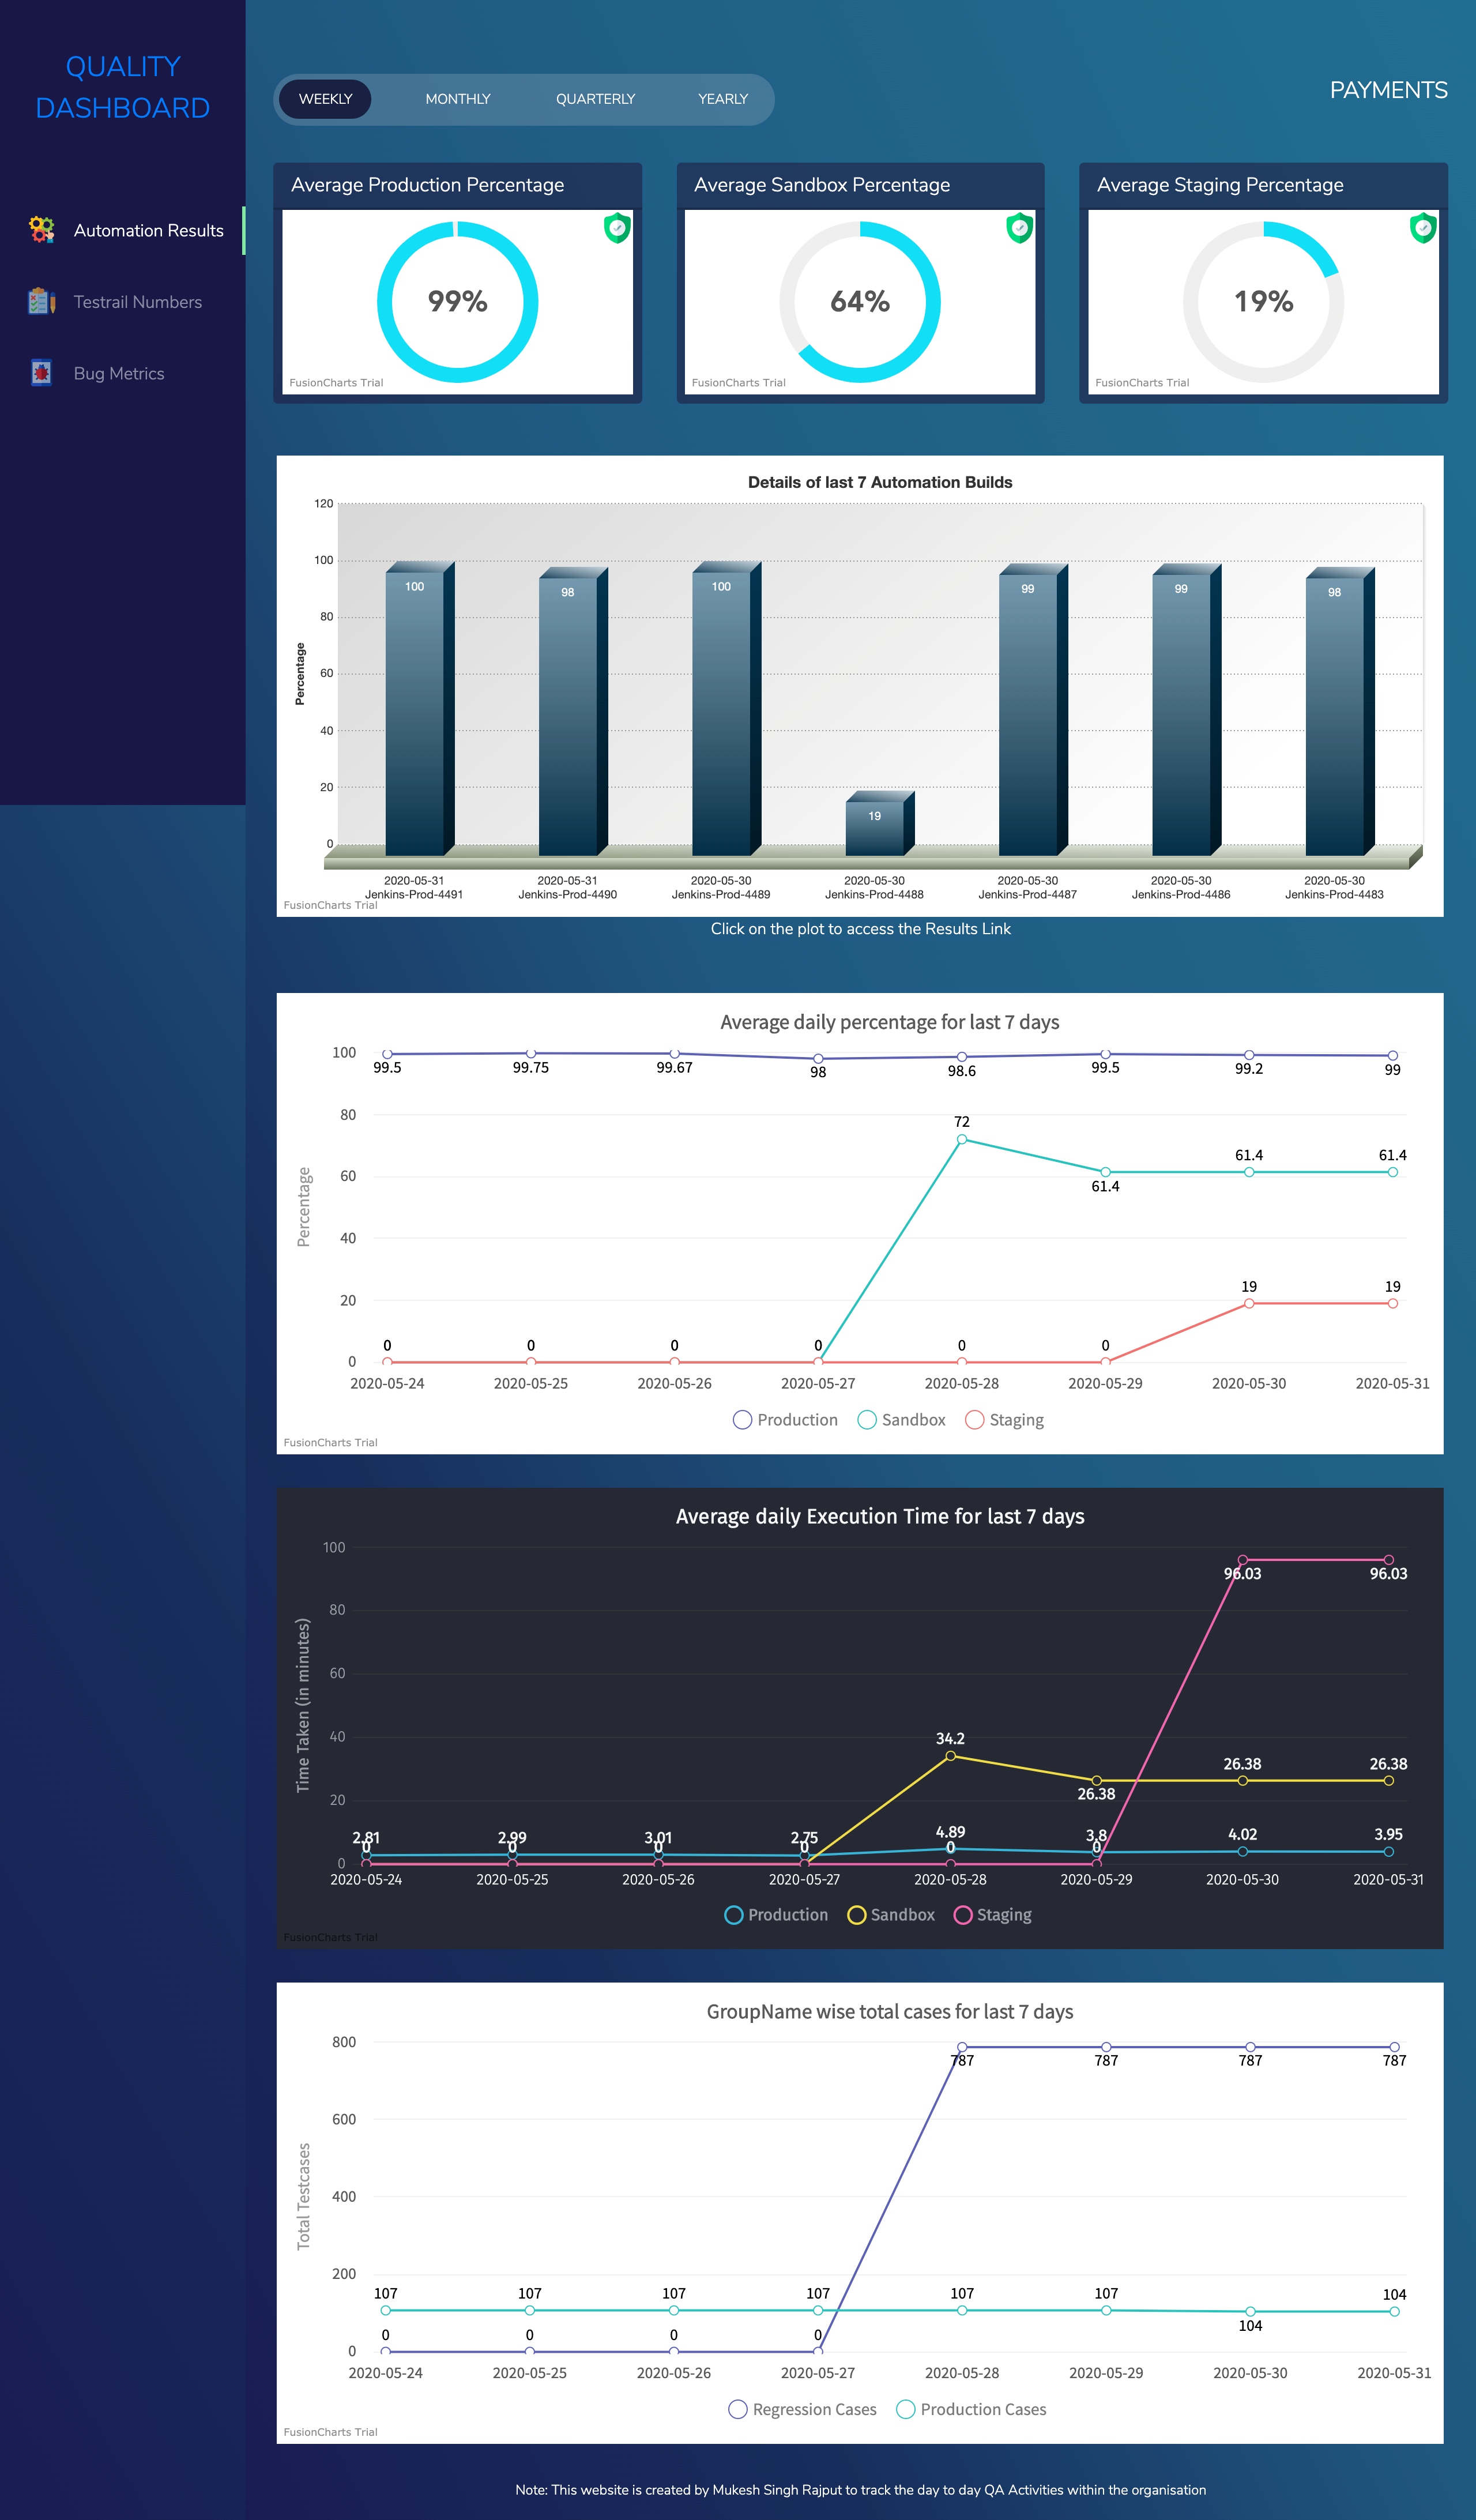 QUALITY
DASHBOARD
Automation Results
Testrail Numbers
Bug Metrics
WEEKLY MONTHLY QUARTERLY YEARLY
PAYMENTS
Average Production Percentage
99%
FusionCharts Trial
Average Sandbox Percentage
64%
FusionCharts Trial
Average Staging Percentage
19%
FusionCharts Trial
Details of last 7 Automation Builds
Percentage
120
100
80
60
40
20
0
100 98 100 19 99 99 98
2020-05-31 2020-05-31 2020-05-30 2020-05-30 2020-05-30 2020-05-30 2020-05-30
Jenkins-Prod-4491 Jenkins-Prod-4490 Jenkins-Prod-4489 Jenkins-Prod-4488 Jenkins-Prod-4487 Jenkins-Prod-4486 Jenkins-Prod-4483
FusionCharts Trial
Click on the plot to access the Results Link
Average daily percentage for last 7 days
Percentage
100
80
60
40
20
0
99.5 99.75 99.67 98 98.6 99.5 99.2 99
72 61.4 61.4 61.4
0 0 0 0 0 0 19 19
2020-05-24 2020-05-25 2020-05-26 2020-05-27 2020-05-28 2020-05-29 2020-05-30 2020-05-31
Production Sandbox Staging
FusionCharts Trial
Average daily Execution Time for last 7 days
Time Taken (in minutes)
100
80
60
40
20
0
96.03 96.03
34.2 26.38 26.38 26.38
2.81 2.99 3.01 2.75 4.89 3.8 4.02 3.95
0 0 0 0 0 0
2020-05-24 2020-05-25 2020-05-26 2020-05-27 2020-05-28 2020-05-29 2020-05-30 2020-05-31
Production Sandbox Staging
FusionCharts Trial
GroupName wise total cases for last 7 days
Total Testcases
800
600
400
200
0
787 787 787 787
107 107 107 107 107 107 104 104
0 0 0 0
2020-05-24 2020-05-25 2020-05-26 2020-05-27 2020-05-28 2020-05-29 2020-05-30 2020-05-31
Regression Cases Production Cases
FusionCharts Trial
Note: This website is created by Mukesh Singh Rajput to track the day to day QA Activities within the organisation